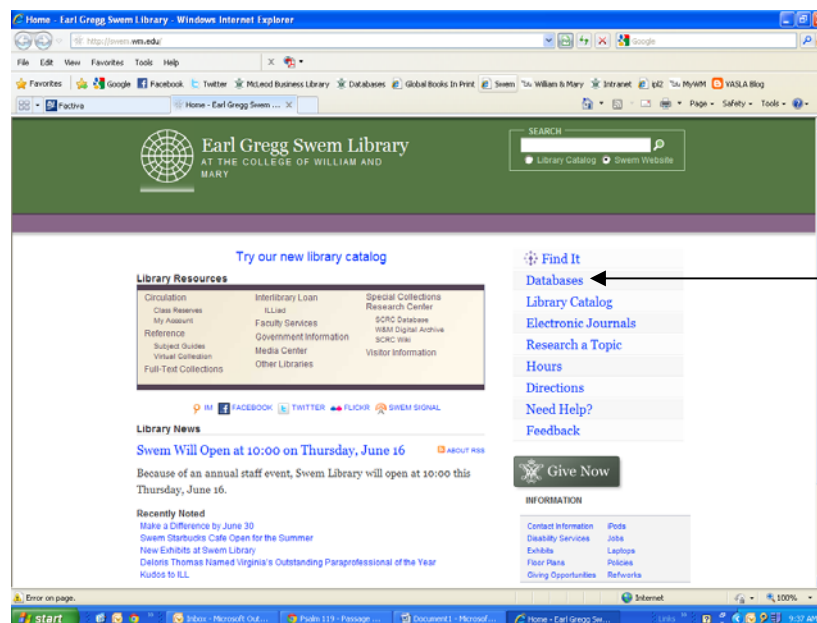 Home - Earl Gregg Swem Library - Windows Internet Explorer
http://swem.wm.edu/
Google
File Edit View Favorites Tools Help X
Favorites Google Facebook Twitter McLeod Business Library Databases Global Books In Print Swem William & Mary Intranet ipl2 MyWM VASLA Blog
Factiva Home - Earl Gregg Swem ... X Page Safety Tools
Earl Gregg Swem Library
AT THE COLLEGE OF WILLIAM AND
MARY
SEARCH
Library Catalog Swem Website
Try our new library catalog
Library Resources
Circulation
Class Reserves
My Account
Reference
Subject Guides
Virtual Collection
Full-Text Collections
Interlibrary Loan
ILLiad
Faculty Services
Government Information
Media Center
Other Libraries
Special Collections
Research Center
SCRC Database
W&M Digital Archive
SCRC Wiki
Visitor Information
IM FACEBOOK TWITTER FLICKR SWEM SIGNAL
Library News
Swem Will Open at 10:00 on Thursday, June 16 ABOUT RSS
Because of an annual staff event, Swem Library will open at 10:00 this
Thursday, June 16.
Recently Noted
Make a Difference by June 30
Swem Starbucks Cafe Open for the Summer
New Exhibits at Swem Library
Deloris Thomas Named Virginia's Outstanding Paraprofessional of the Year
Kudos to ILL
Find It
Databases
Library Catalog
Electronic Journals
Research a Topic
Hours
Directions
Need Help?
Feedback
Give Now
INFORMATION
Contact Information iPods
Disability Services Jobs
Exhibits Laptops
Floor Plans Policies
Giving Opportunities Refworks
Error on page. Internet 100%
start Inbox - Microsoft Out... Psalm 119 - Passage ... Document1 - Microsof... Home - Earl Gregg Sw... Links 9:37 AM